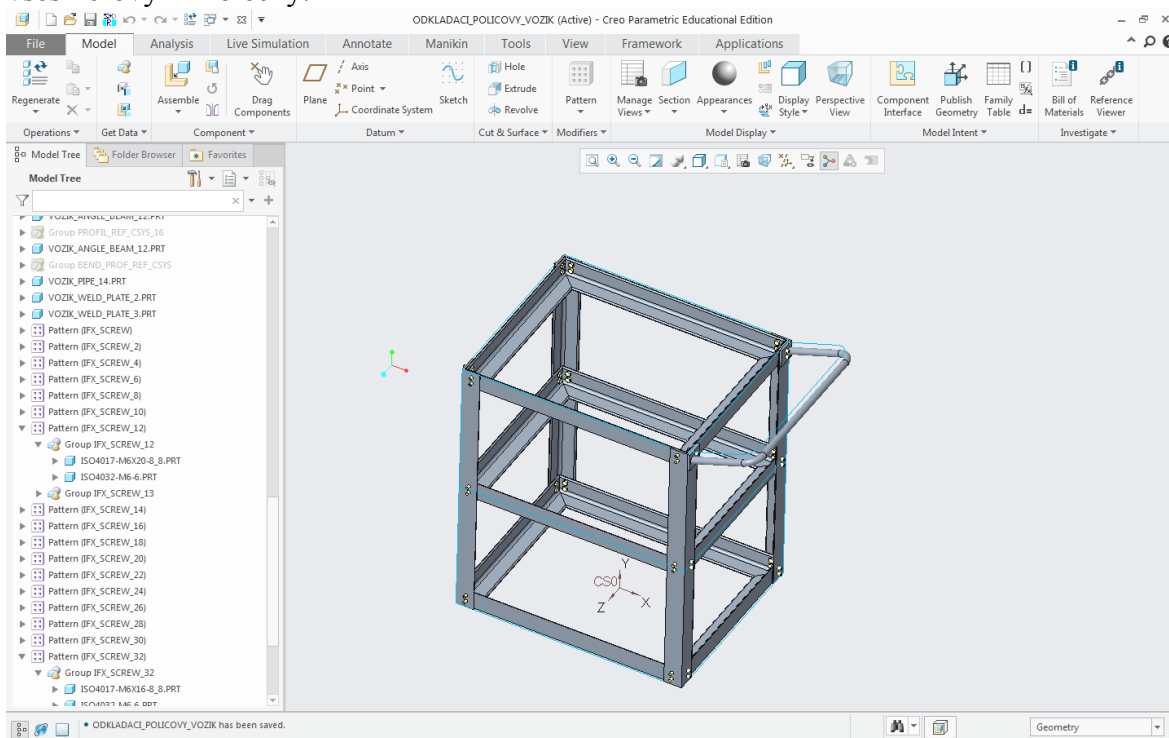 ODKLADACI_POLICOVY_VOZIK (Active) - Creo Parametric Educational Edition
File Model Analysis Live Simulation Annotate Manikin Tools View Framework Applications
Axis Hole
Point Extrude
Regenerate Assemble Drag Components Plane Coordinate System Sketch Revolve Pattern Manage Views Section Appearances Display Style Perspective View Component Interface Publish Geometry Family Table d= Bill of Materials Reference Viewer
Operations Get Data Component Datum Cut & Surface Modifiers Model Display Model Intent Investigate
Model Tree Folder Browser Favorites
Model Tree
VOZIK_ANGLE_BEAM_12.PRT
Group PROFIL_REF_CSYS_16
VOZIK_ANGLE_BEAM_12.PRT
Group BEND_PROF_REF_CSYS
VOZIK_PIPE_14.PRT
VOZIK_WELD_PLATE_2.PRT
VOZIK_WELD_PLATE_3.PRT
Pattern (IFX_SCREW)
Pattern (IFX_SCREW_2)
Pattern (IFX_SCREW_4)
Pattern (IFX_SCREW_6)
Pattern (IFX_SCREW_8)
Pattern (IFX_SCREW_10)
Pattern (IFX_SCREW_12)
Group IFX_SCREW_12
ISO4017-M6X20-8_8.PRT
ISO4032-M6-6.PRT
Group IFX_SCREW_13
Pattern (IFX_SCREW_14)
Pattern (IFX_SCREW_16)
Pattern (IFX_SCREW_18)
Pattern (IFX_SCREW_20)
Pattern (IFX_SCREW_22)
Pattern (IFX_SCREW_24)
Pattern (IFX_SCREW_26)
Pattern (IFX_SCREW_28)
Pattern (IFX_SCREW_30)
Pattern (IFX_SCREW_32)
Group IFX_SCREW_32
ISO4017-M6X16-8_8.PRT
ISO4032-M6-6.PRT
Y
CS0
Z X
ODKLADACI_POLICOVY_VOZIK has been saved.
Geometry